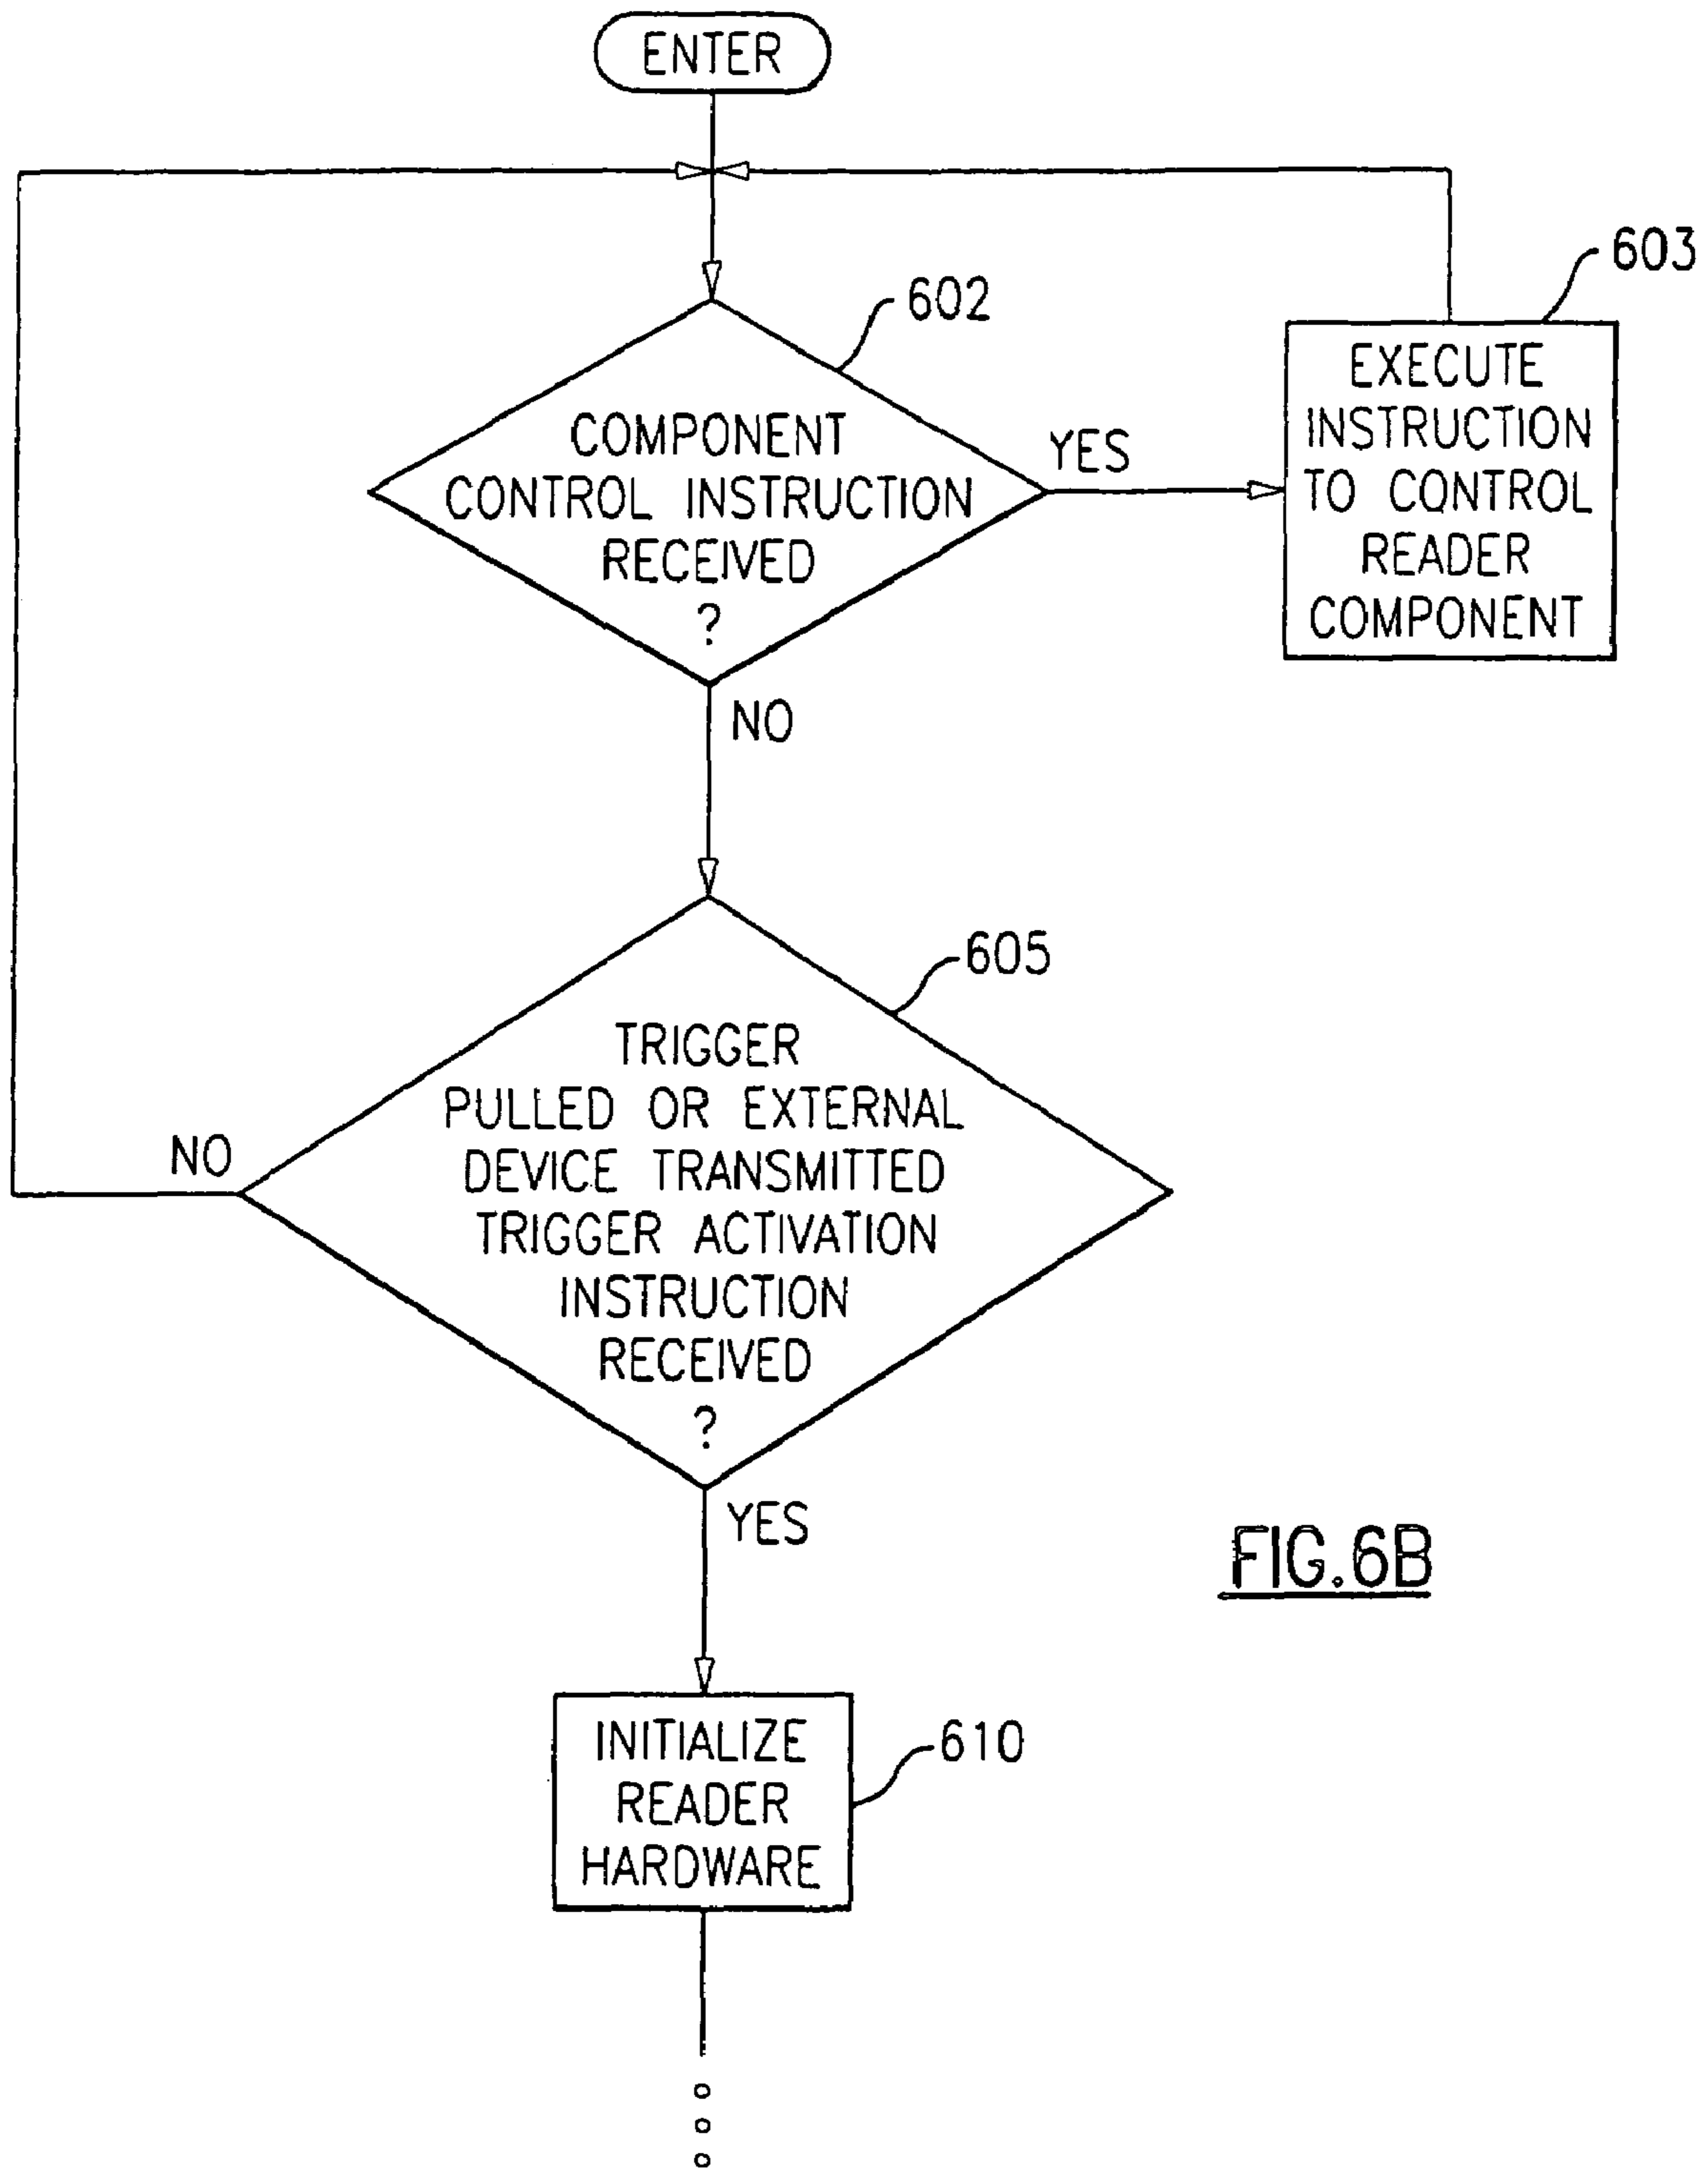 ENTER
603
602
EXECUTE
INSTRUCTION
TO CONTROL
READER
COMPONENT
COMPONENT
CONTROL INSTRUCTION
RECEIVED
?
YES
NO
605
TRIGGER
PULLED OR EXTERNAL
DEVICE TRANSMITTED
TRIGGER ACTIVATION
INSTRUCTION
RECEIVED
?
NO
YES
FIG.6B
INITIALIZE
READER
HARDWARE
610